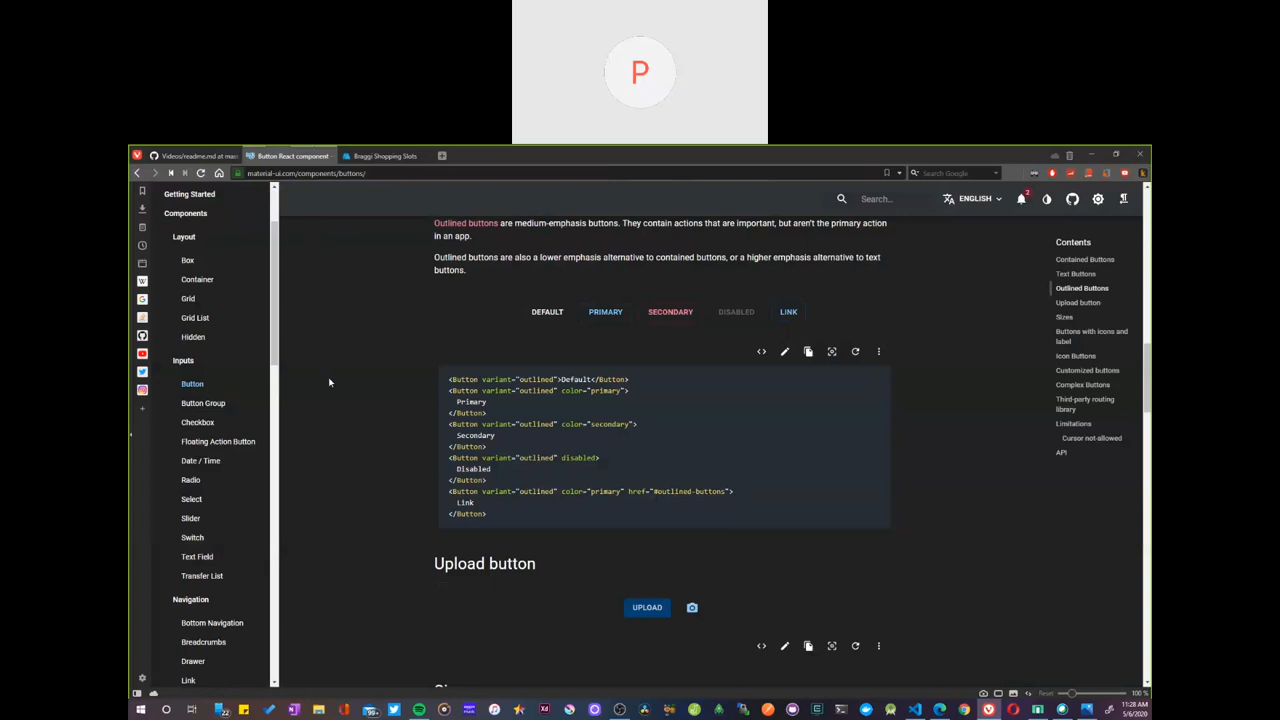 P
Videos/readme.md at mas
Button React component
Braggi Shopping Slots
material-ui.com/components/buttons/
Search Google
Getting Started
Components
Layout
Box
Container
Grid
Grid List
Hidden
Inputs
Button
Button Group
Checkbox
Floating Action Button
Date / Time
Radio
Select
Slider
Switch
Text Field
Transfer List
Navigation
Bottom Navigation
Breadcrumbs
Drawer
Link
Search...
ENGLISH
2
Outlined buttons are medium-emphasis buttons. They contain actions that are important, but aren't the primary action
in an app.
Outlined buttons are also a lower emphasis alternative to contained buttons, or a higher emphasis alternative to text
buttons.
DEFAULT PRIMARY SECONDARY DISABLED LINK
<Button variant="outlined">Default</Button>
<Button variant="outlined" color="primary">
Primary
</Button>
<Button variant="outlined" color="secondary">
Secondary
</Button>
<Button variant="outlined" disabled>
Disabled
</Button>
<Button variant="outlined" color="primary" href="#outlined-buttons">
Link
</Button>
Upload button
UPLOAD
Contents
Contained Buttons
Text Buttons
Outlined Buttons
Upload button
Sizes
Buttons with icons and
label
Icon Buttons
Customized buttons
Complex Buttons
Third-party routing
library
Limitations
Cursor not-allowed
API
Reset
100 %
22
99+
11:28 AM
5/6/2020